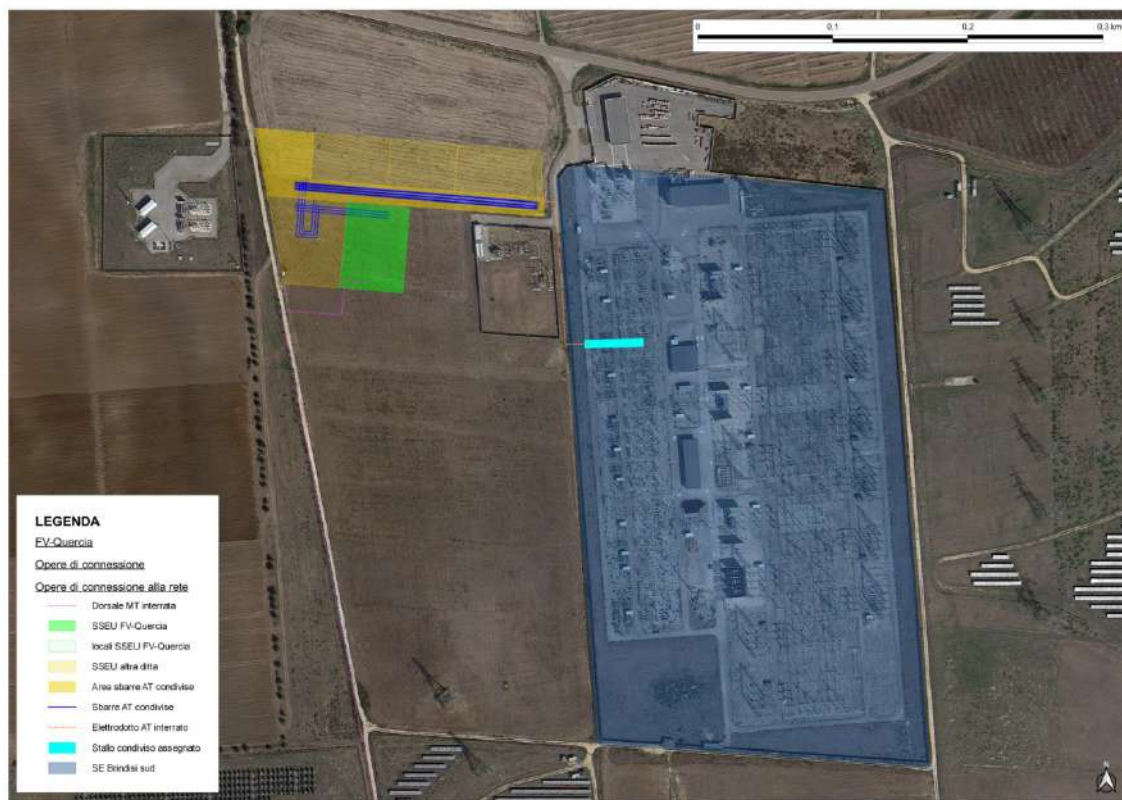 0 0.1 0.2 0.3 km
LEGENDA
FV-Quercia
Opere di connessione
Opere di connessione alla rete
Dorsale MT interrata
SSEU FV-Quercia
locali SSEU FV-Quercia
SSEU altra ditta
Area sbarre AT condivise
Sbarre AT condivise
Elettrodotto AT interrato
Stallo condiviso assegnato
SE Brindisi sud
N